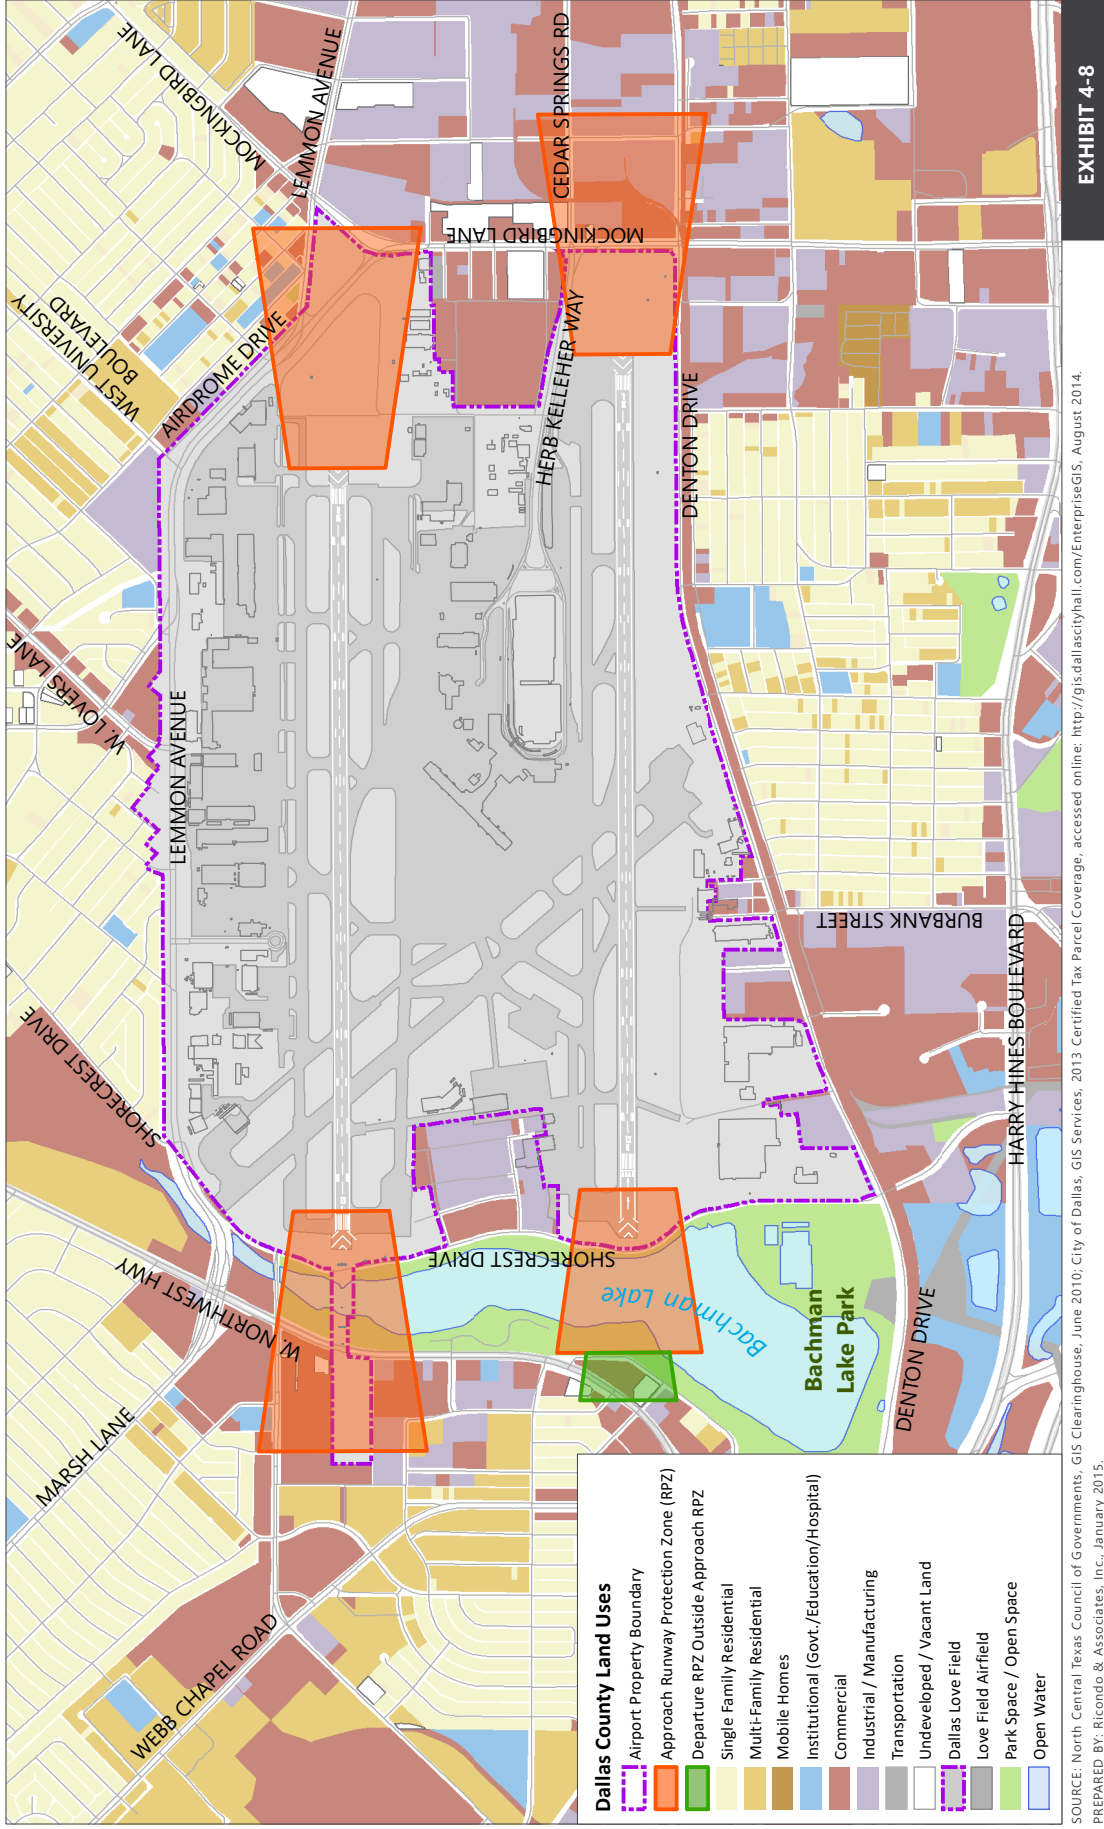 EXHIBIT 4-8
MOCKINGBIRD LANE
LEMMON AVENUE
CEDAR SPRINGS RD
WEST UNIVERSITY
BOULEVARD
AIRDROME DRIVE
MOCKINGBIRD LANE
HERB KELLEHER WAY
DENTON DRIVE
W. LOVERS LANE
LEMMON AVENUE
SHORECREST DRIVE
BURBANK STREET
HARRY HINES BOULEVARD
W. NORTHWEST HWY
SHORECREST DRIVE
Bachman Lake
Bachman
Lake Park
DENTON DRIVE
MARSH LANE
WEBB CHAPEL ROAD
Dallas County Land Uses
Airport Property Boundary
Approach Runway Protection Zone (RPZ)
Departure RPZ Outside Approach RPZ
Single Family Residential
Multi-Family Residential
Mobile Homes
Institutional (Govt./Education/Hospital)
Commercial
Industrial / Manufacturing
Transportation
Undeveloped / Vacant Land
Dallas Love Field
Love Field Airfield
Park Space / Open Space
Open Water
SOURCE: North Central Texas Council of Governments, GIS Clearinghouse, June 2010; City of Dallas, GIS Services, 2013 Certified Tax Parcel Coverage, accessed online: http://gis.dallascityhall.com/EnterpriseGIS, August 2014.
PREPARED BY: Ricondo & Associates, Inc., January 2015.